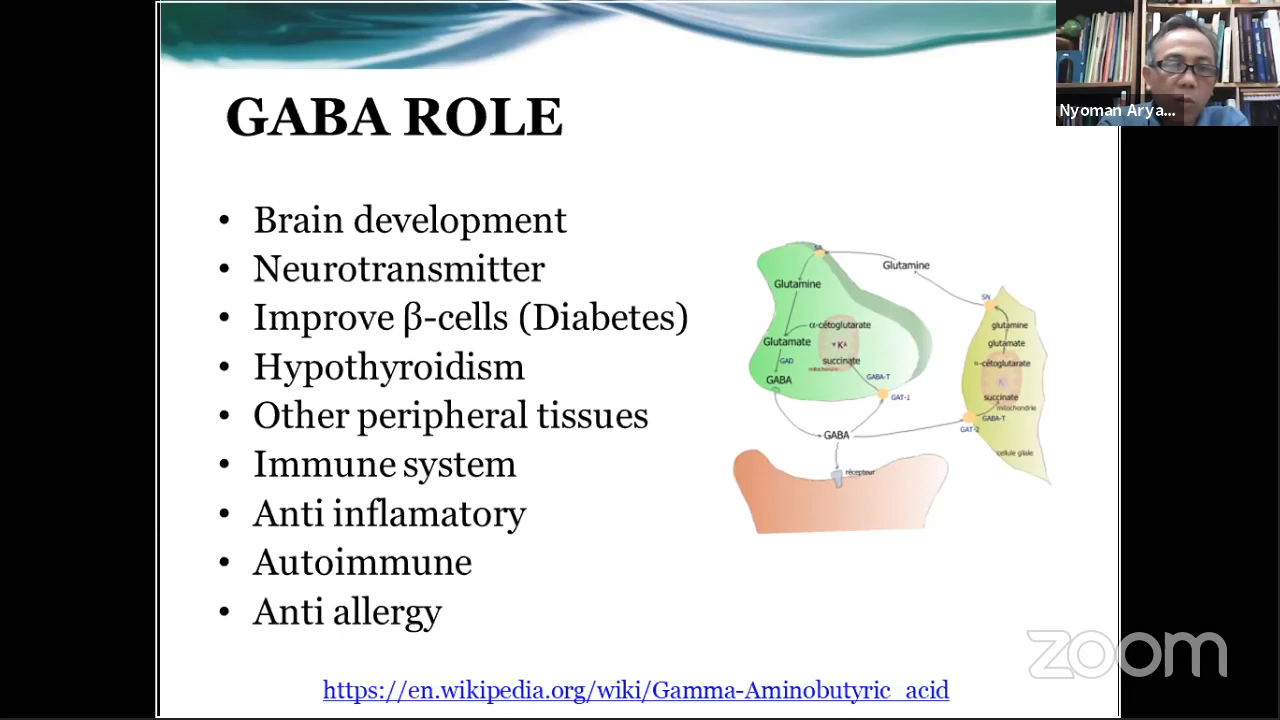 GABA ROLE
Nyoman Arya...
• Brain development
• Neurotransmitter
• Improve β-cells (Diabetes)
• Hypothyroidism
• Other peripheral tissues
• Immune system
• Anti inflamatory
• Autoimmune
• Anti allergy
Glutamine
Glutamine
α-cétoglutarate
Glutamate
succinate
GAD
GABA
GABA-T
GAT-1
GABA
récepteur
SN
glutamine
glutamate
α-cétoglutarate
succinate
mitochondrie
GABA-T
GAT-2
cellule gliale
https://en.wikipedia.org/wiki/Gamma-Aminobutyric_acid
zoom